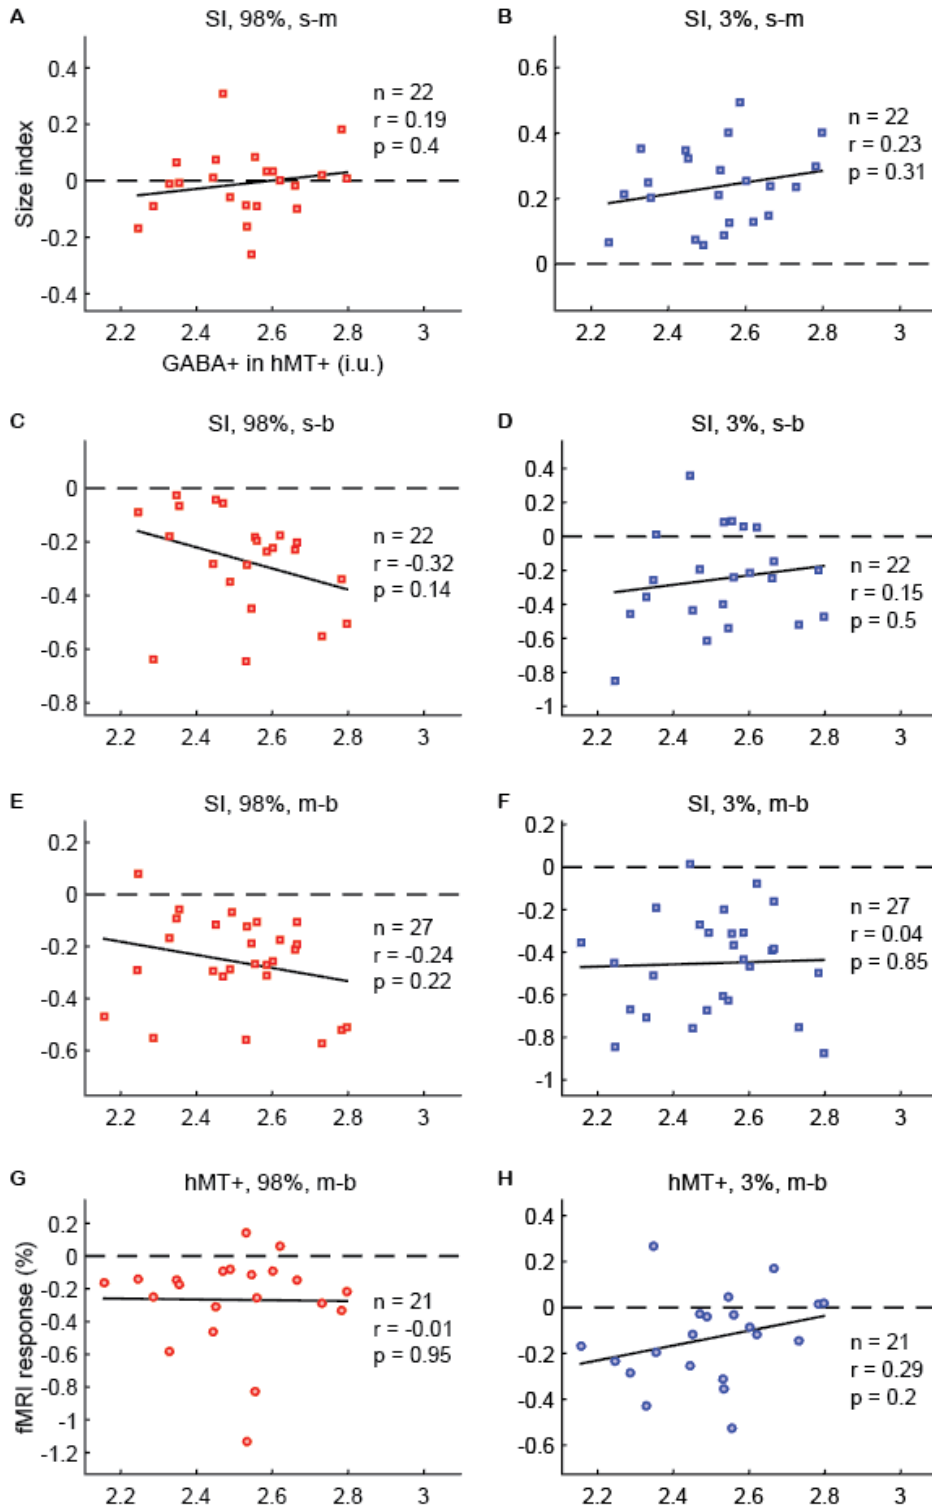 A
SI, 98%, s-m
0.4
0.2
0
-0.2
-0.4
Size index
n = 22
r = 0.19
p = 0.4
2.2 2.4 2.6 2.8 3
GABA+ in hMT+ (i.u.)
B
SI, 3%, s-m
0.6
0.4
0.2
0
n = 22
r = 0.23
p = 0.31
2.2 2.4 2.6 2.8 3
C
SI, 98%, s-b
0
-0.2
-0.4
-0.6
-0.8
n = 22
r = -0.32
p = 0.14
2.2 2.4 2.6 2.8 3
D
SI, 3%, s-b
0.4
0.2
0
-0.2
-0.4
-0.6
-0.8
-1
n = 22
r = 0.15
p = 0.5
2.2 2.4 2.6 2.8 3
E
SI, 98%, m-b
0.2
0
-0.2
-0.4
-0.6
n = 27
r = -0.24
p = 0.22
2.2 2.4 2.6 2.8 3
F
SI, 3%, m-b
0.2
0
-0.2
-0.4
-0.6
-0.8
-1
n = 27
r = 0.04
p = 0.85
2.2 2.4 2.6 2.8 3
G
hMT+, 98%, m-b
0.2
0
-0.2
-0.4
-0.6
-0.8
-1
-1.2
fMRI response (%)
n = 21
r = -0.01
p = 0.95
2.2 2.4 2.6 2.8 3
H
hMT+, 3%, m-b
0.4
0.2
0
-0.2
-0.4
-0.6
n = 21
r = 0.29
p = 0.2
2.2 2.4 2.6 2.8 3